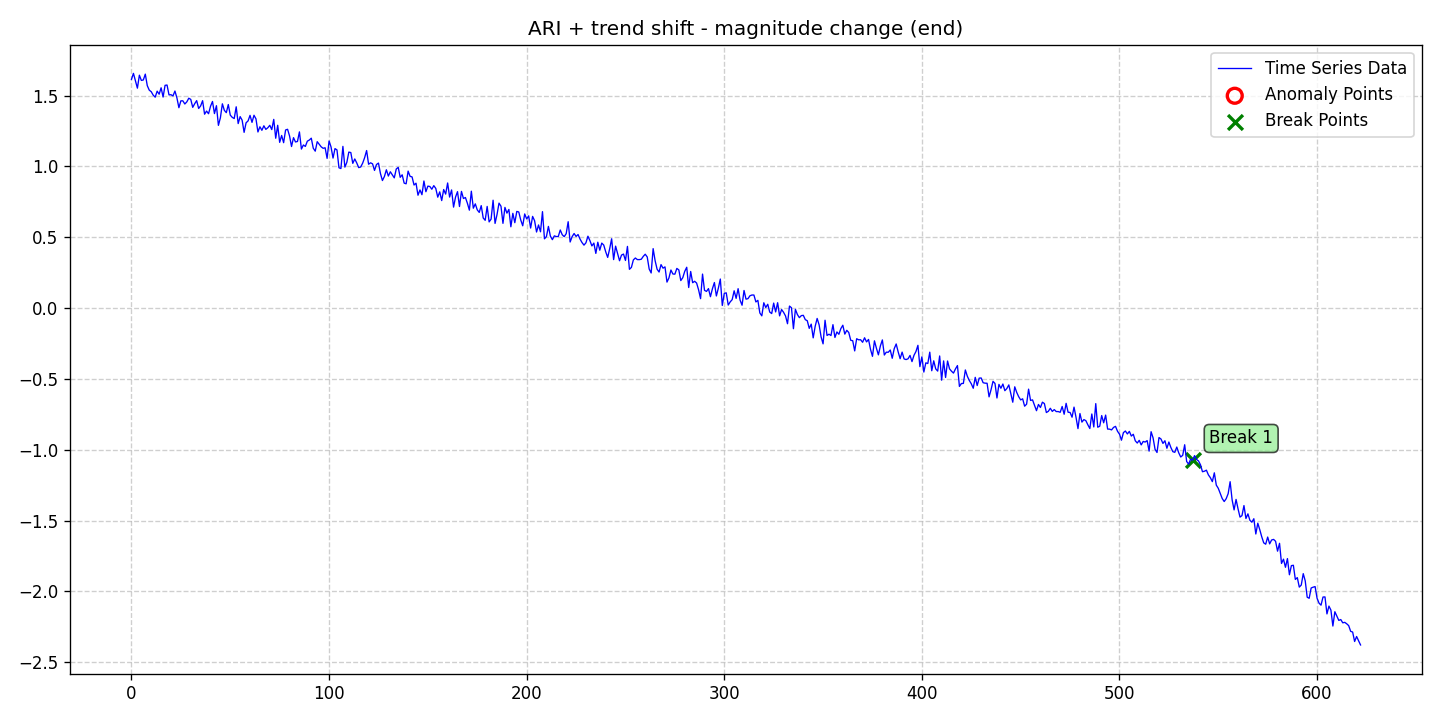 ARI + trend shift - magnitude change (end)
Time Series Data
Anomaly Points
Break Points
Break 1
1.5
1.0
0.5
0.0
−0.5
−1.0
−1.5
−2.0
−2.5
0 100 200 300 400 500 600